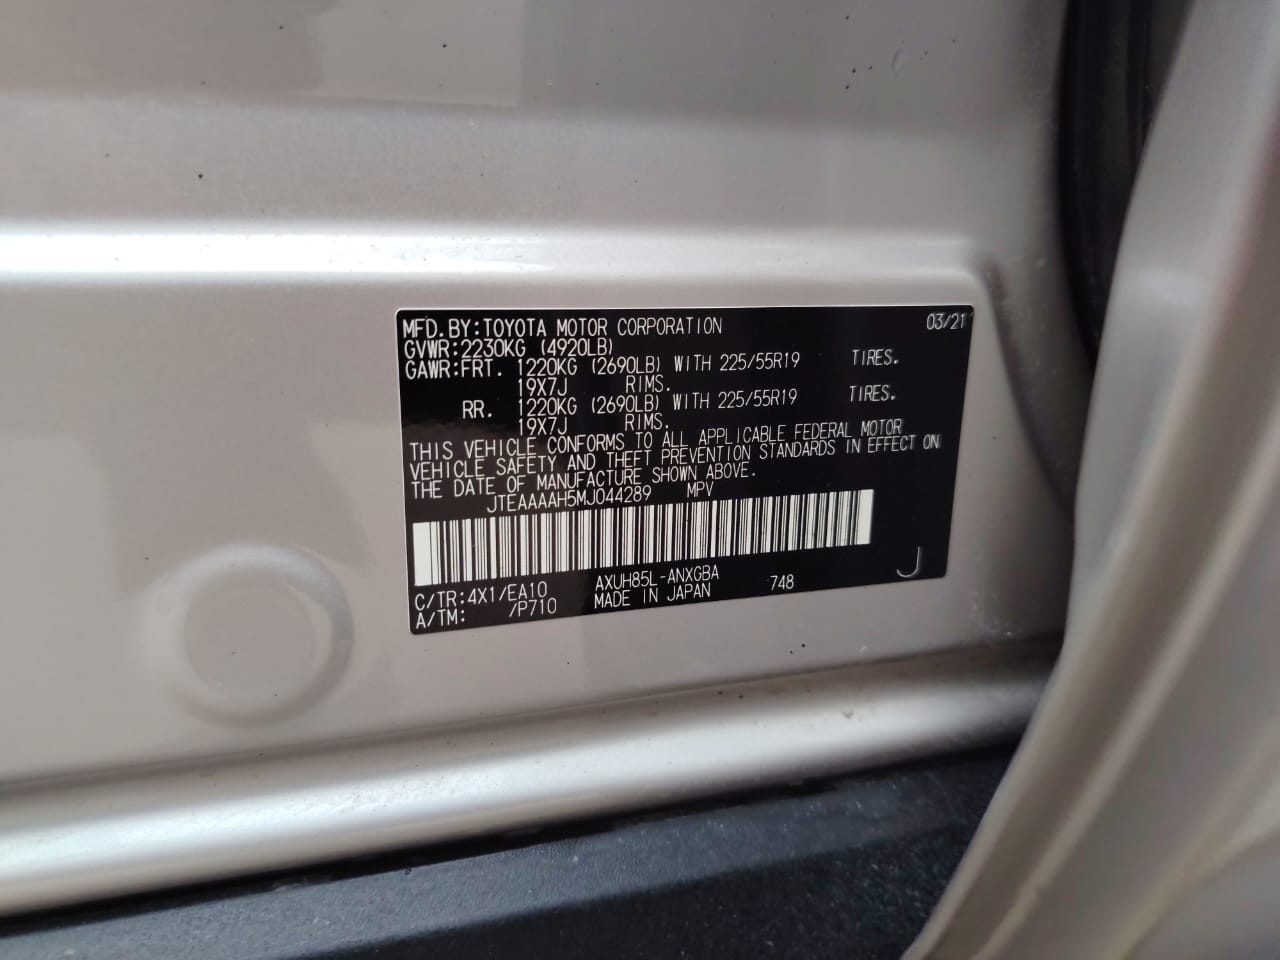 MFD.BY:TOYOTA MOTOR CORPORATION 03/21
GVWR:2230KG (4920LB)
GAWR:FRT. 1220KG (2690LB) WITH 225/55R19 TIRES.
19X7J RIMS.
RR. 1220KG (2690LB) WITH 225/55R19 TIRES.
19X7J RIMS.
THIS VEHICLE CONFORMS TO ALL APPLICABLE FEDERAL MOTOR
VEHICLE SAFETY AND THEFT PREVENTION STANDARDS IN EFFECT ON
THE DATE OF MANUFACTURE SHOWN ABOVE.
JTEAAAAH5MJ044289 MPV
C/TR:4X1/EA10 AXUH85L-ANXGBA 748 J
A/TM: /P710 MADE IN JAPAN